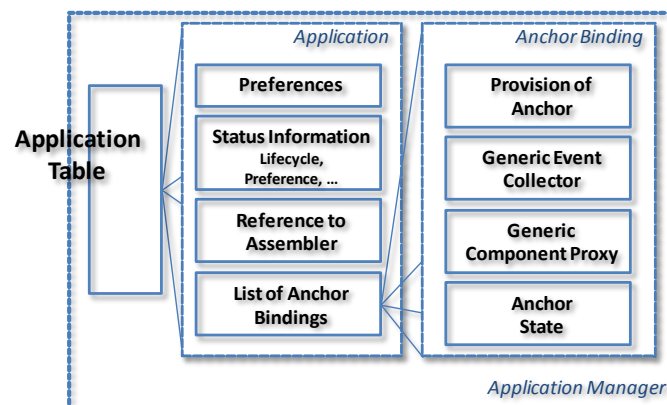 Application
Anchor Binding
Application
Table
Preferences
Status Information
Lifecycle,
Preference, ...
Reference to
Assembler
List of Anchor
Bindings
Provision of
Anchor
Generic Event
Collector
Generic
Component Proxy
Anchor
State
Application Manager